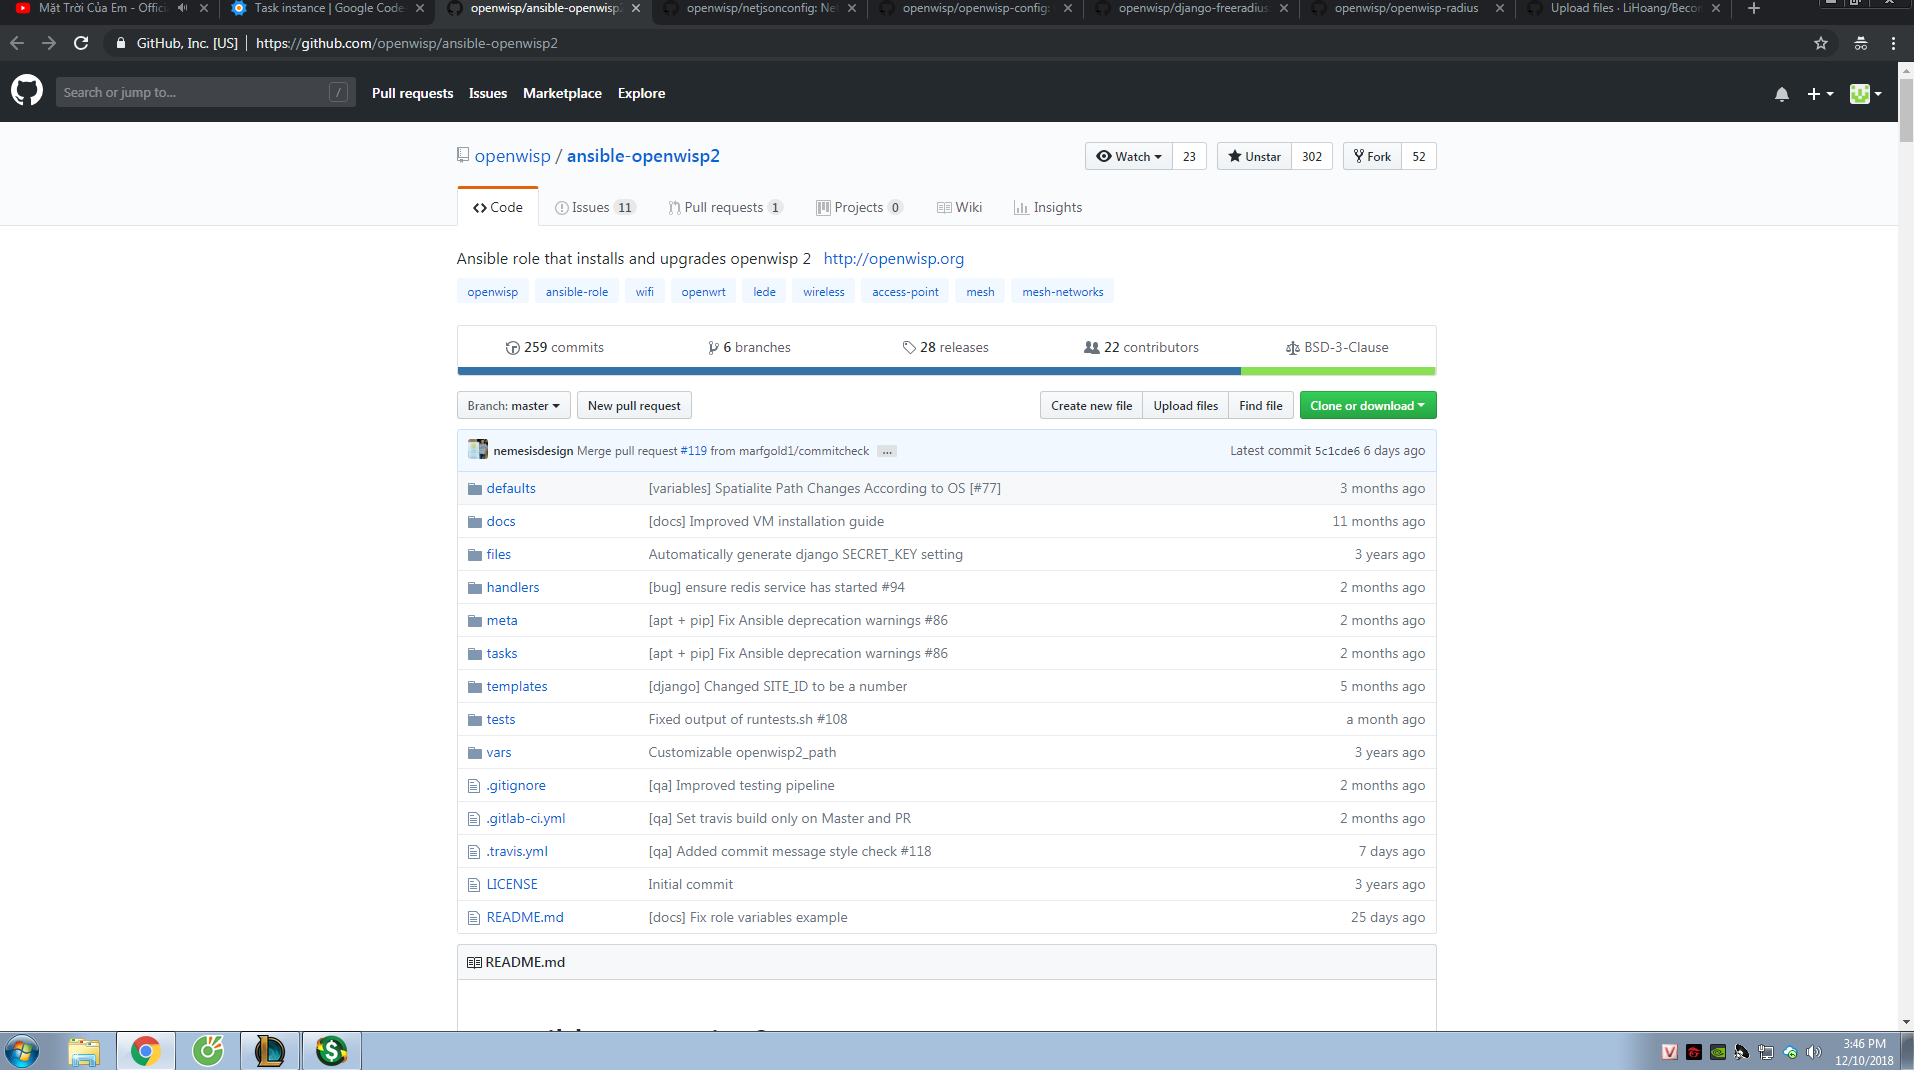 Mặt Trời Của Em - Offici
Task instance | Google Code-
openwisp/ansible-openwisp2
openwisp/netjsonconfig: Net
openwisp/openwisp-config:
openwisp/django-freeradius
openwisp/openwisp-radius
Upload files · LiHoang/Becon
GitHub, Inc. [US] | https://github.com/openwisp/ansible-openwisp2
Search or jump to... /
Pull requests Issues Marketplace Explore
openwisp / ansible-openwisp2
Watch 23 Unstar 302 Fork 52
Code Issues 11 Pull requests 1 Projects 0 Wiki Insights
Ansible role that installs and upgrades openwisp 2 http://openwisp.org
openwisp ansible-role wifi openwrt lede wireless access-point mesh mesh-networks
259 commits 6 branches 28 releases 22 contributors BSD-3-Clause
Branch: master New pull request Create new file Upload files Find file Clone or download
nemesisdesign Merge pull request #119 from marfgold1/commitcheck ... Latest commit 5c1cde6 6 days ago
defaults [variables] Spatialite Path Changes According to OS [#77] 3 months ago
docs [docs] Improved VM installation guide 11 months ago
files Automatically generate django SECRET_KEY setting 3 years ago
handlers [bug] ensure redis service has started #94 2 months ago
meta [apt + pip] Fix Ansible deprecation warnings #86 2 months ago
tasks [apt + pip] Fix Ansible deprecation warnings #86 2 months ago
templates [django] Changed SITE_ID to be a number 5 months ago
tests Fixed output of runtests.sh #108 a month ago
vars Customizable openwisp2_path 3 years ago
.gitignore [qa] Improved testing pipeline 2 months ago
.gitlab-ci.yml [qa] Set travis build only on Master and PR 2 months ago
.travis.yml [qa] Added commit message style check #118 7 days ago
LICENSE Initial commit 3 years ago
README.md [docs] Fix role variables example 25 days ago
README.md
3:46 PM
12/10/2018